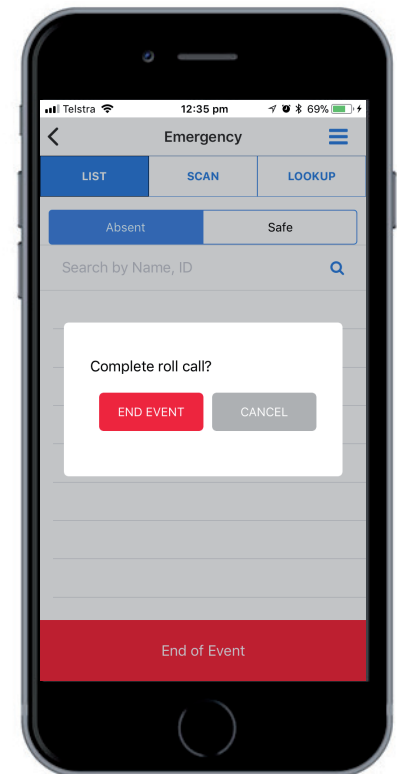 Telstra 12:35 pm 69%
Emergency
LIST SCAN LOOKUP
Absent Safe
Search by Name, ID
Complete roll call?
END EVENT CANCEL
End of Event